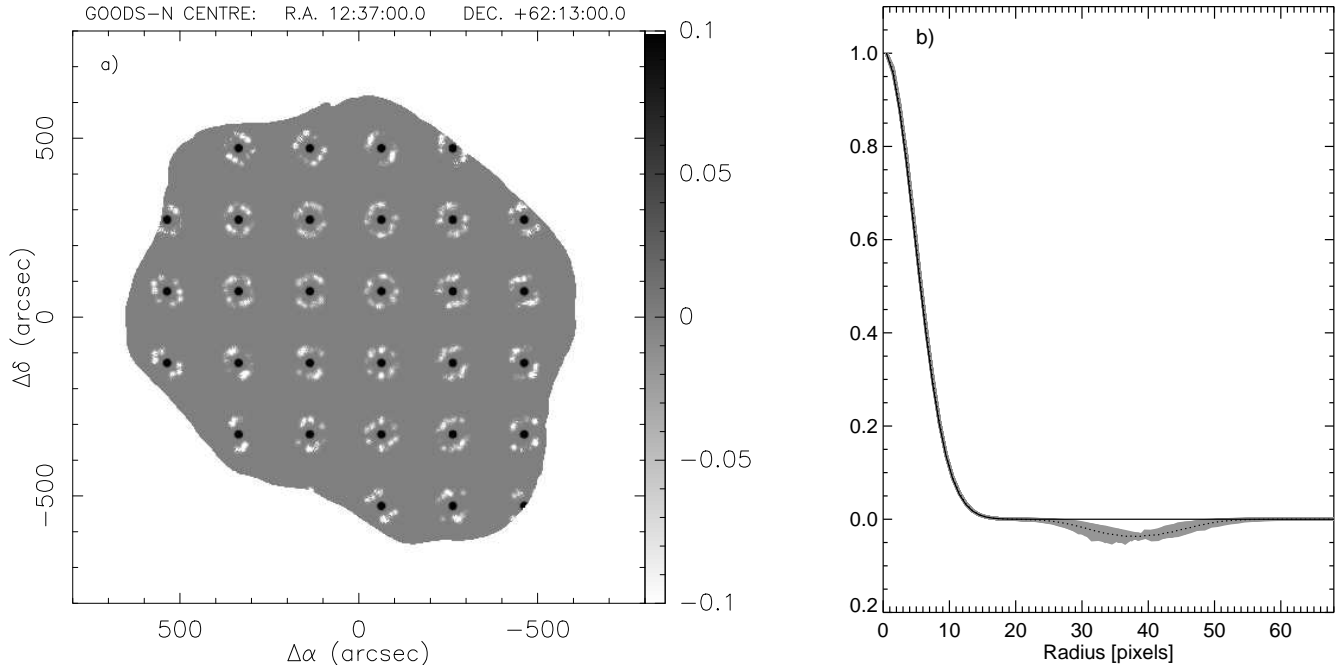 GOODS−N CENTRE: R.A. 12:37:00.0 DEC. +62:13:00.0
a)
500
0
−500
Δδ (arcsec)
500 0 −500
Δα (arcsec)
0.1
0.05
0
−0.05
−0.1
b)
1.0
0.8
0.6
0.4
0.2
0.0
0.2
0 10 20 30 40 50 60
Radius [pixels]